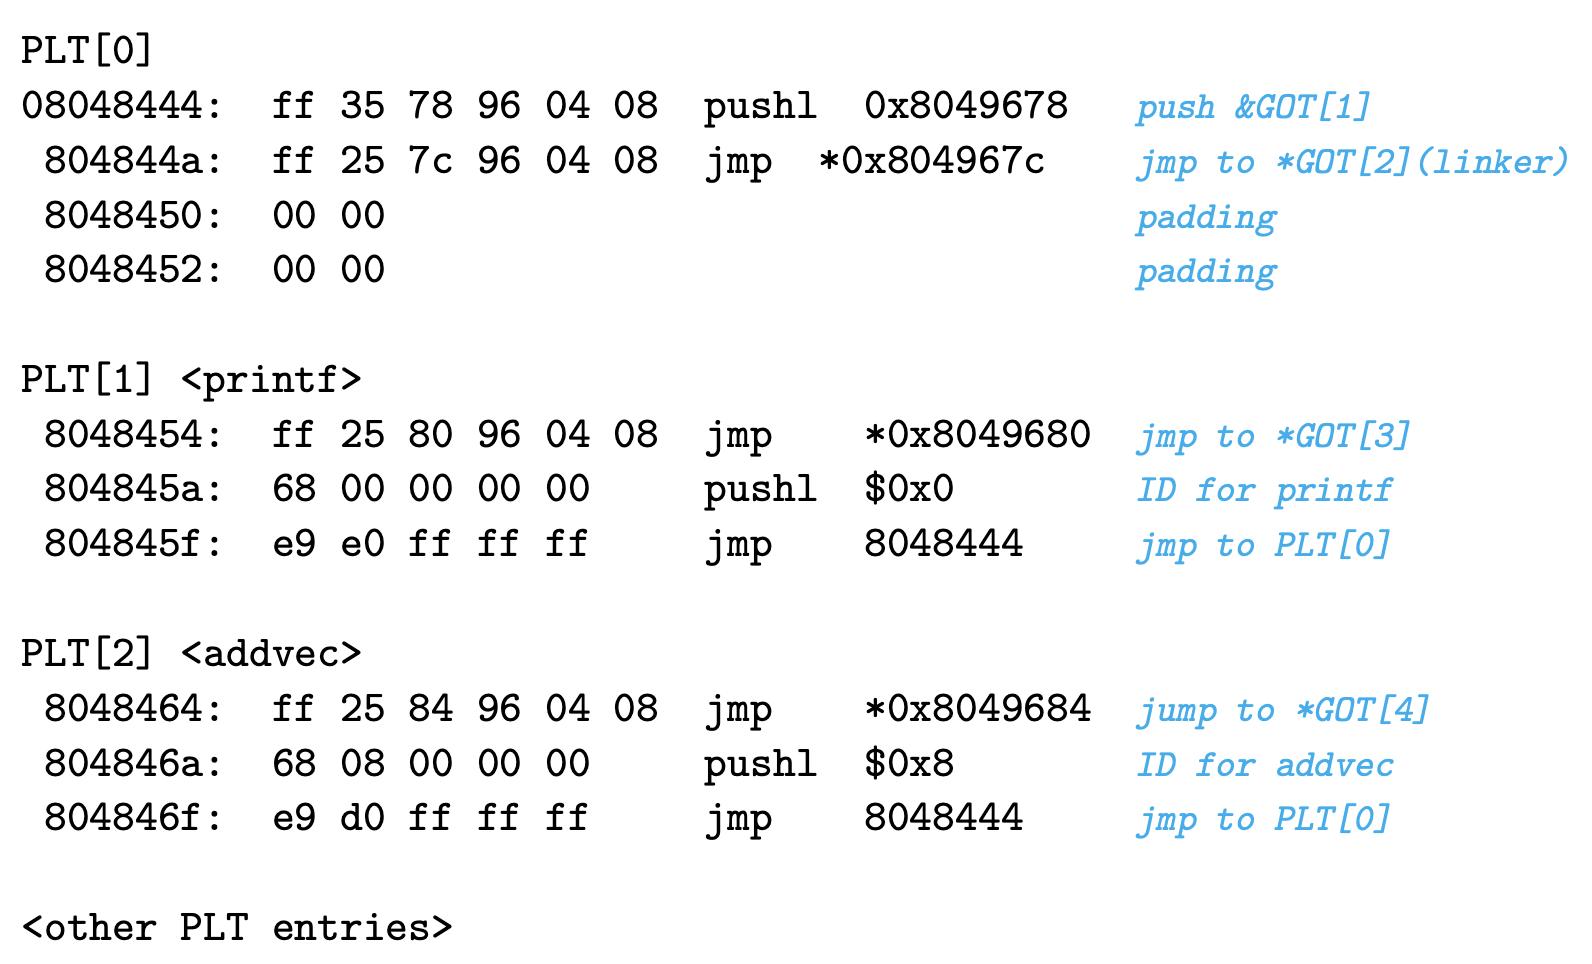 PLT[0]
08048444: ff 35 78 96 04 08 pushl 0x8049678 push &GOT[1]
804844a: ff 25 7c 96 04 08 jmp *0x804967c jmp to *GOT[2](linker)
8048450: 00 00 padding
8048452: 00 00 padding
PLT[1] <printf>
8048454: ff 25 80 96 04 08 jmp *0x8049680 jmp to *GOT[3]
804845a: 68 00 00 00 00 pushl $0x0 ID for printf
804845f: e9 e0 ff ff ff jmp 8048444 jmp to PLT[0]
PLT[2] <addvec>
8048464: ff 25 84 96 04 08 jmp *0x8049684 jump to *GOT[4]
804846a: 68 08 00 00 00 pushl $0x8 ID for addvec
804846f: e9 d0 ff ff ff jmp 8048444 jmp to PLT[0]
<other PLT entries>